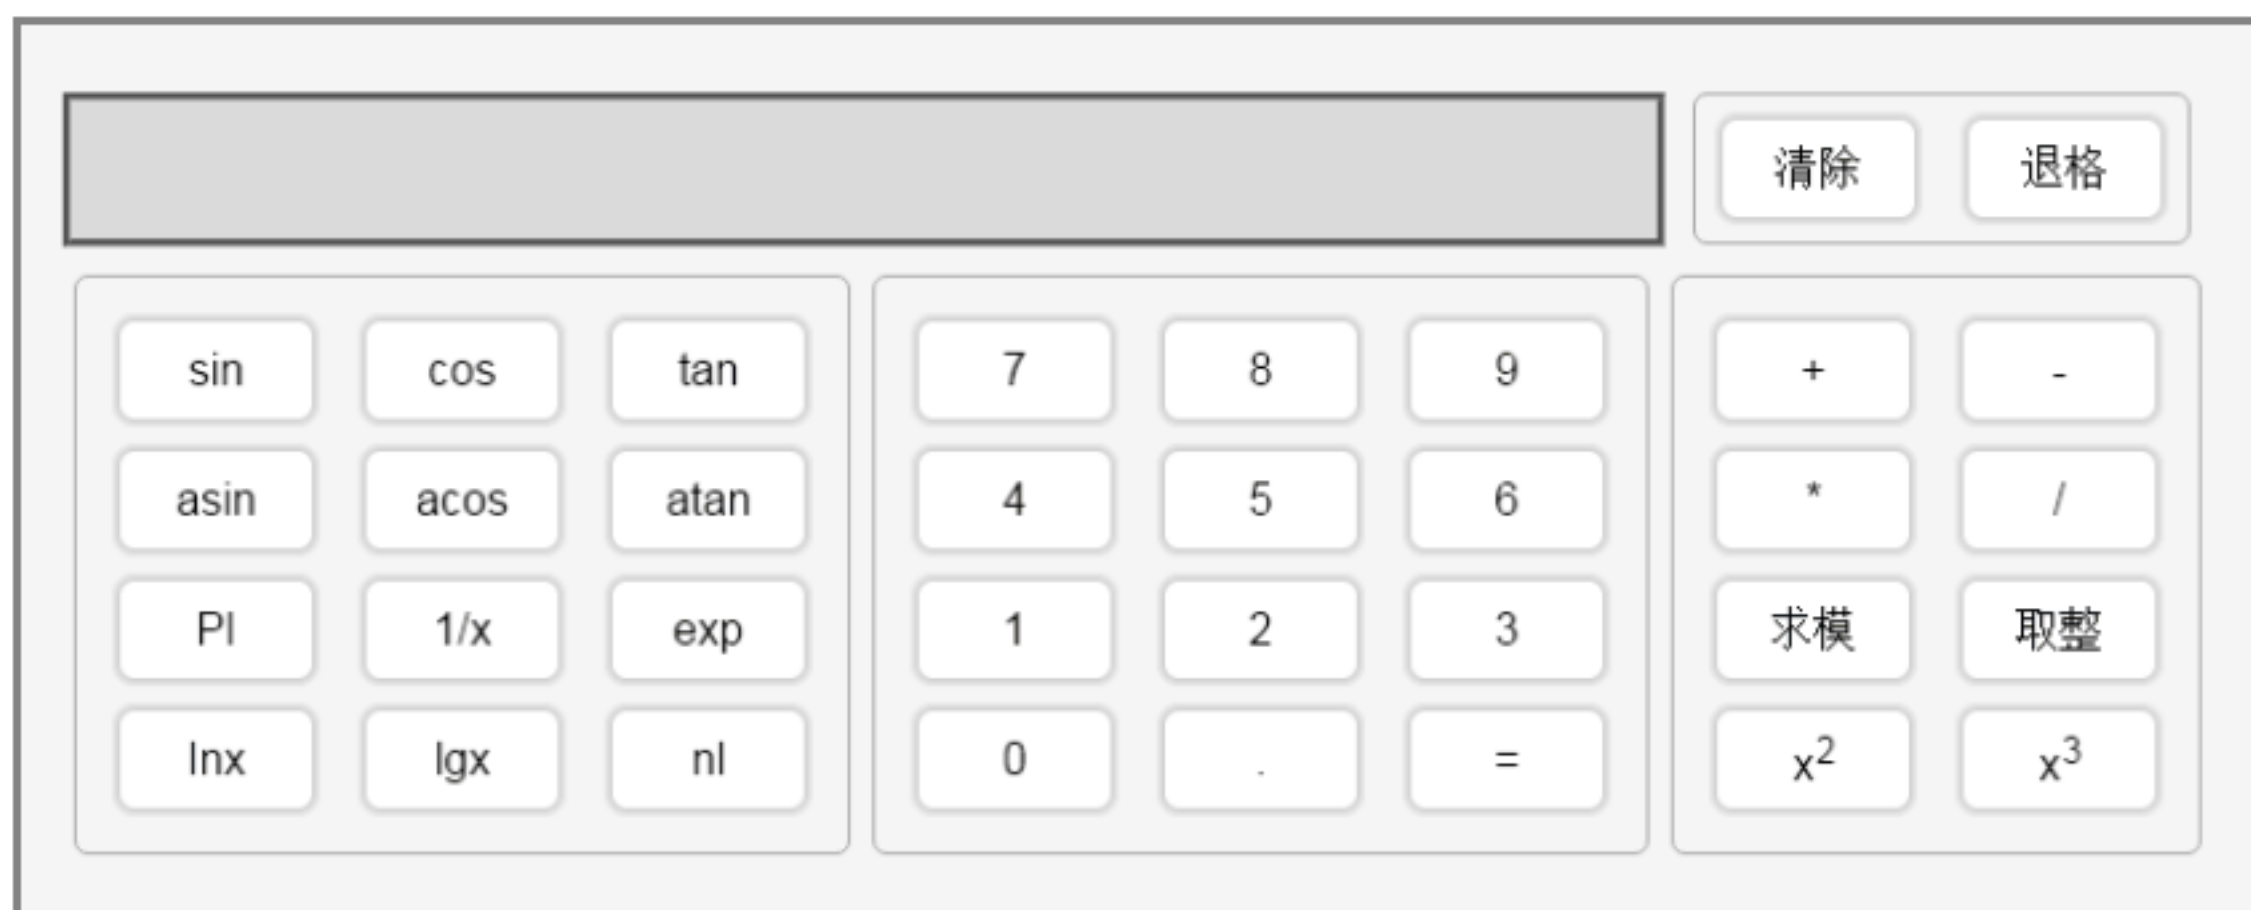 清除 退格
sin cos tan 7 8 9 + -
asin acos atan 4 5 6 * /
PI 1/x exp 1 2 3 求模 取整
lnx lgx nl 0 . = x² x³